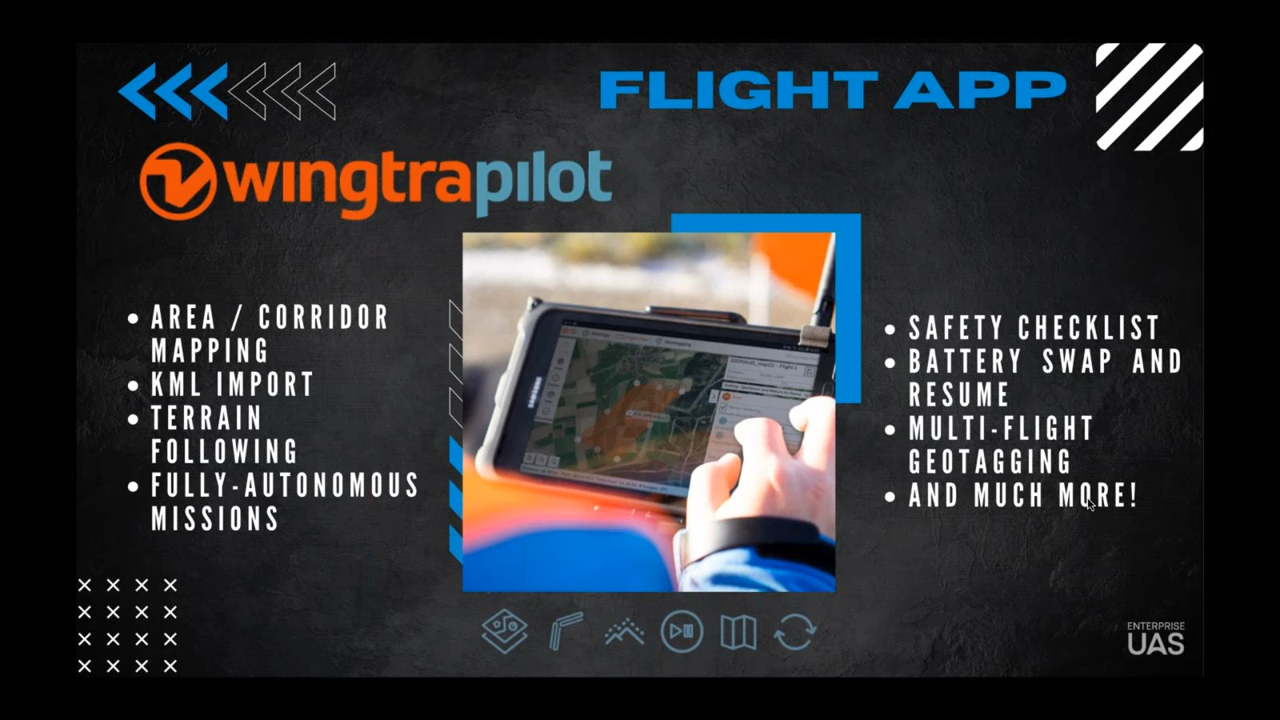 FLIGHT APP
wingtrapilot
AREA / CORRIDOR
MAPPING
KML IMPORT
TERRAIN
FOLLOWING
FULLY-AUTONOMOUS
MISSIONS
SAMSUNG
SAFETY CHECKLIST
BATTERY SWAP AND
RESUME
MULTI-FLIGHT
GEOTAGGING
AND MUCH MORE!
ENTERPRISE
UAS